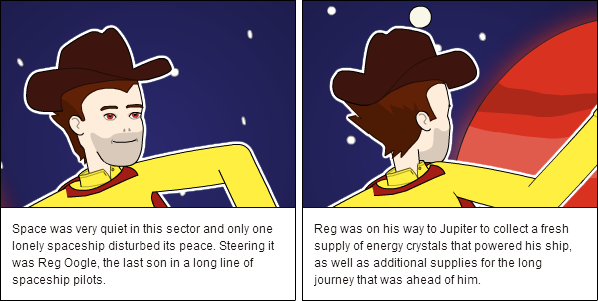 Space was very quiet in this sector and only one
lonely spaceship disturbed its peace. Steering it
was Reg Oogle, the last son in a long line of
spaceship pilots.
Reg was on his way to Jupiter to collect a fresh
supply of energy crystals that powered his ship,
as well as additional supplies for the long
journey that was ahead of him.